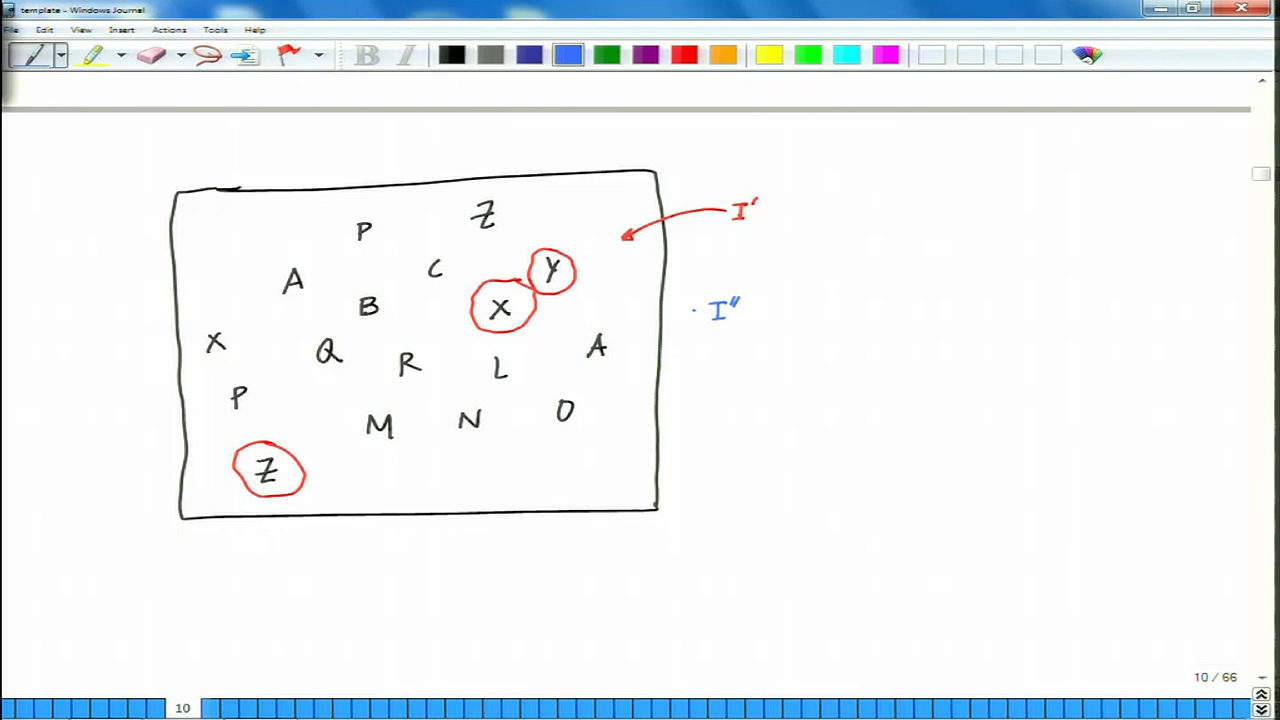 template - Windows Journal
File Edit View Insert Actions Tools Help
B I
P Z
I'
A C Y
B X
I"
X Q R L A
P M N O
Z
10 / 66
10